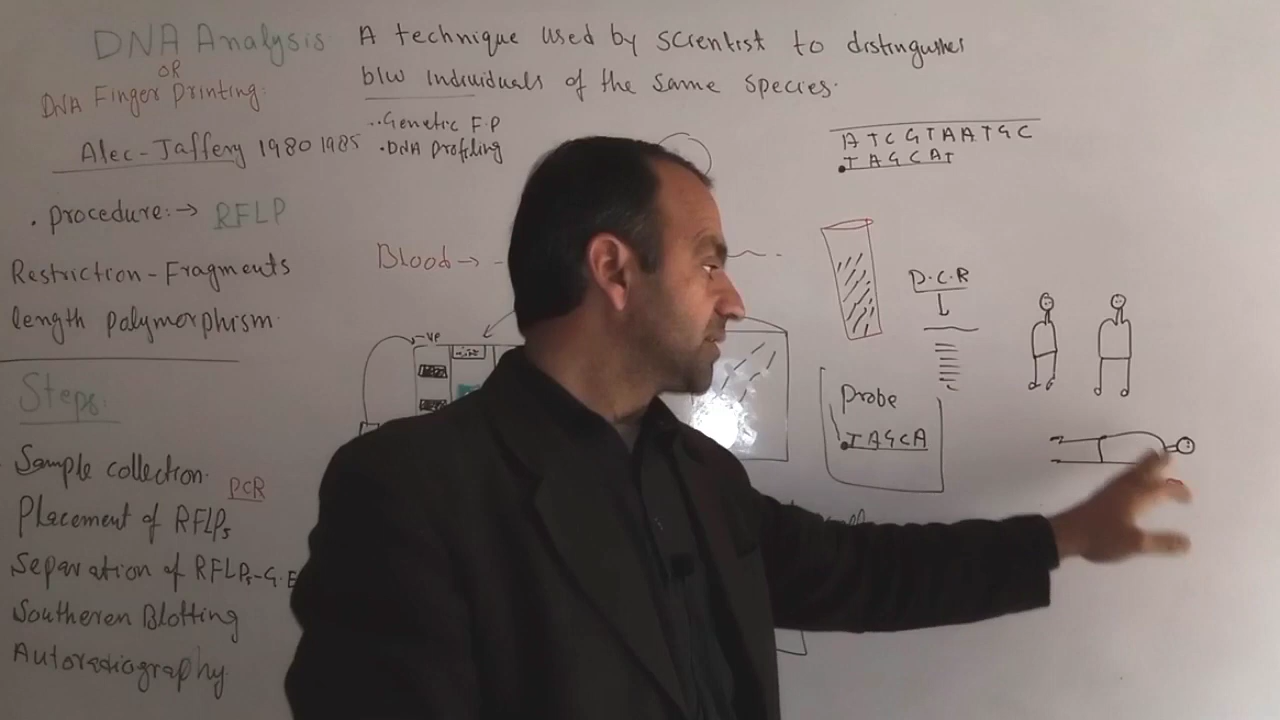 DNA Analysis
OR
DNA Finger Printing:
A technique used by scientist to distinguishes
b/w individuals of the same species.
Alec-Jaffery 1980 1985
..Genetic F.P
.DNA profiling
. procedure:→ RFLP
Restriction-Fragments
length polymorphism.
Steps:
Sample collection.
PCR
Placement of RFLPs
Separation of RFLPs-G.E
Southeren Blotting
Autoradiography
Blood→
-ve
ATCGTAATGC
TAGCAT
D.C.R
Probe
TAGCA